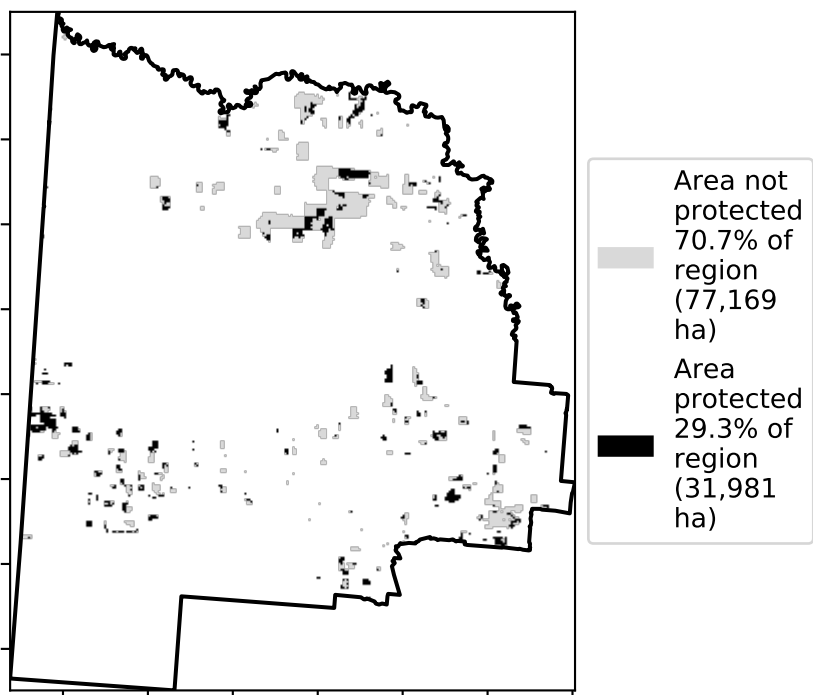 Area not
protected
70.7% of
region
(77,169
ha)
Area
protected
29.3% of
region
(31,981
ha)